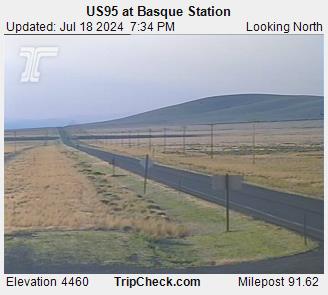 US95 at Basque Station
Updated: Jul 18 2024 7:34 PM Looking North
Elevation 4460 TripCheck.com Milepost 91.62